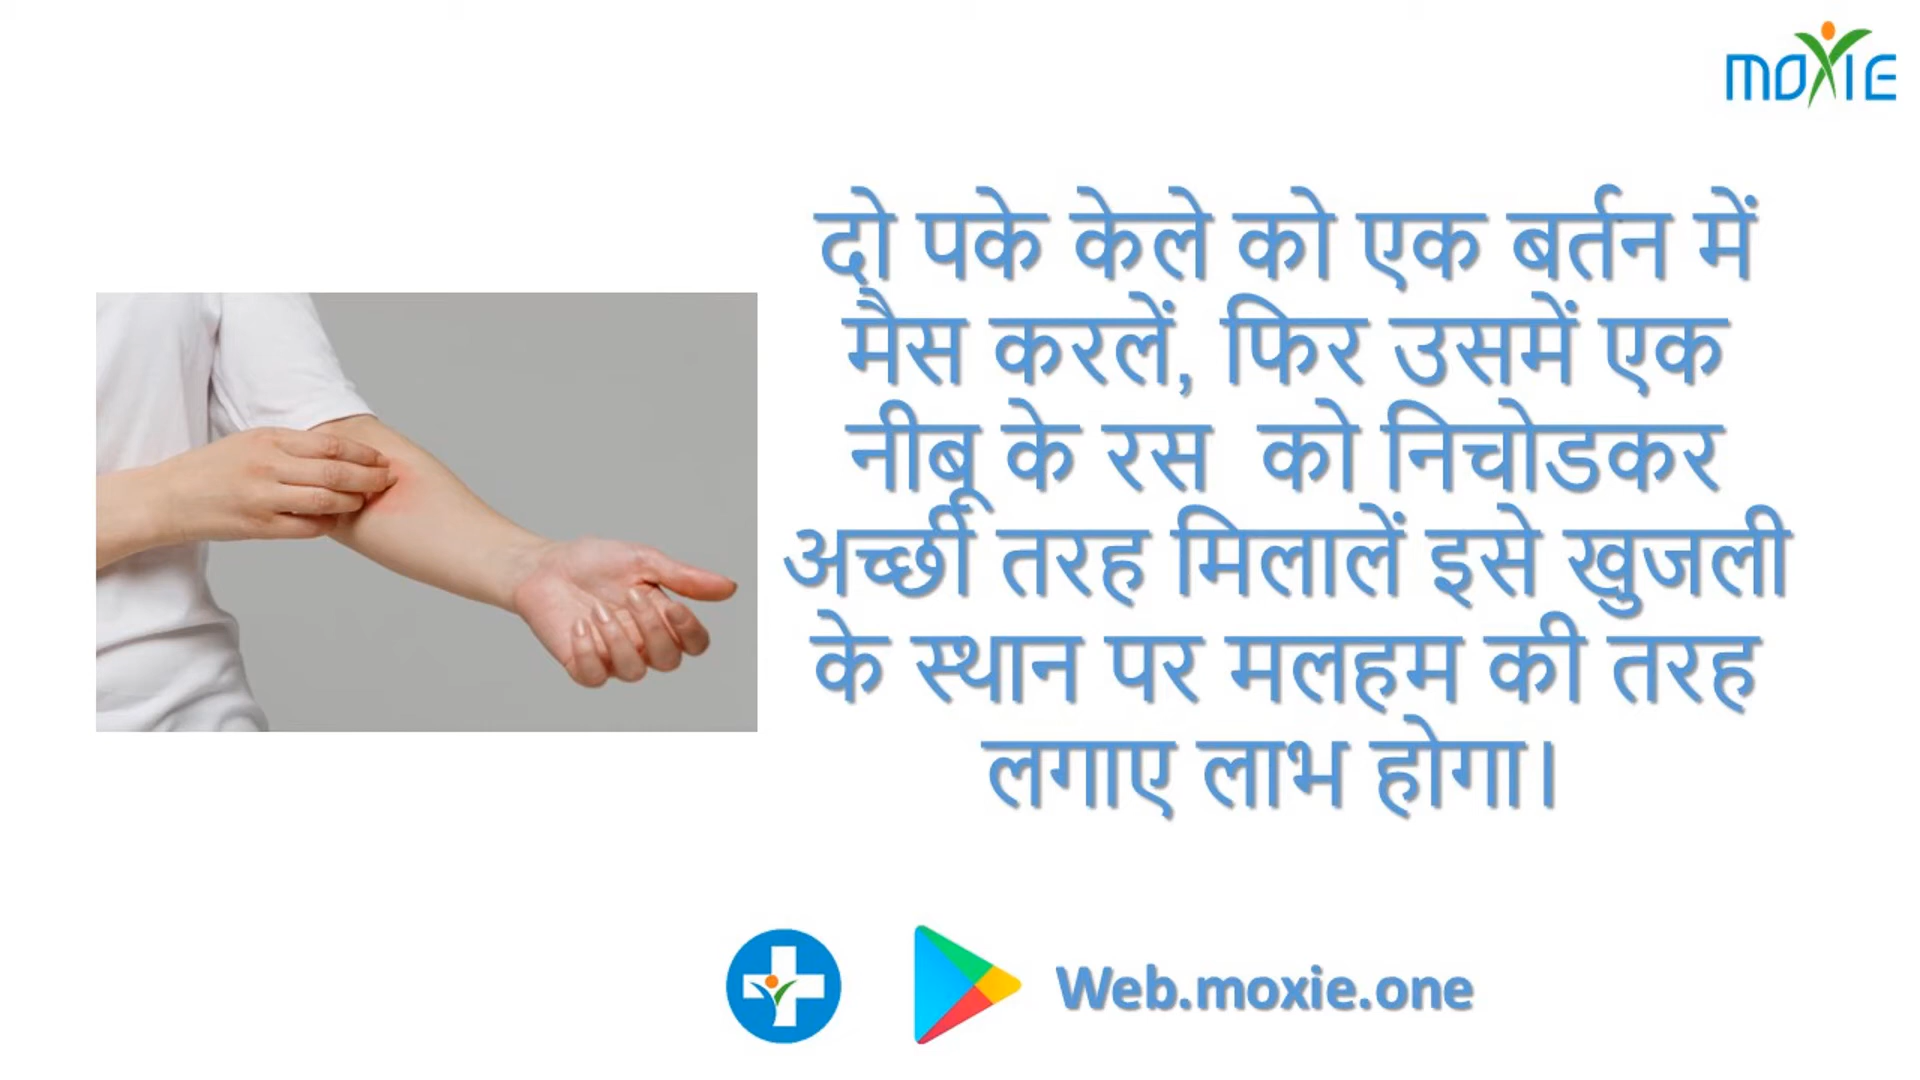 MOXIE
दो पके केले को एक बर्तन में
मैस करलें, फिर उसमें एक
नीबू के रस को निचोडकर
अच्छी तरह मिलालें इसे खुजली
के स्थान पर मलहम की तरह
लगाए लाभ होगा।
Web.moxie.one